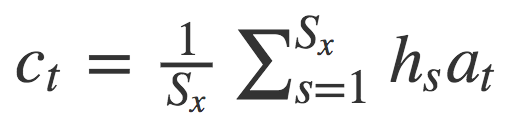 c_t = \frac{1}{S_x} \sum_{s=1}^{S_x} h_s a_t